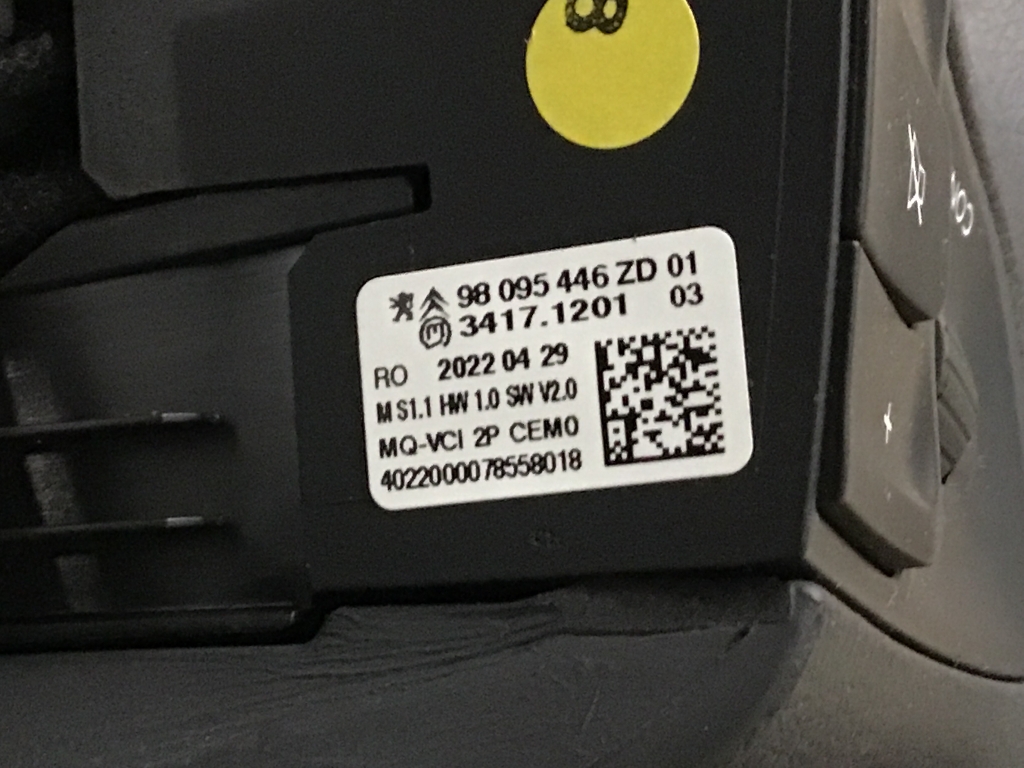 8
98 095 446 ZD 01
3417.1201 03
RO 2022 04 29
M S1.1 HW 1.0 SW V2.0
MQ-VCI 2P CEM0
4022000078558018